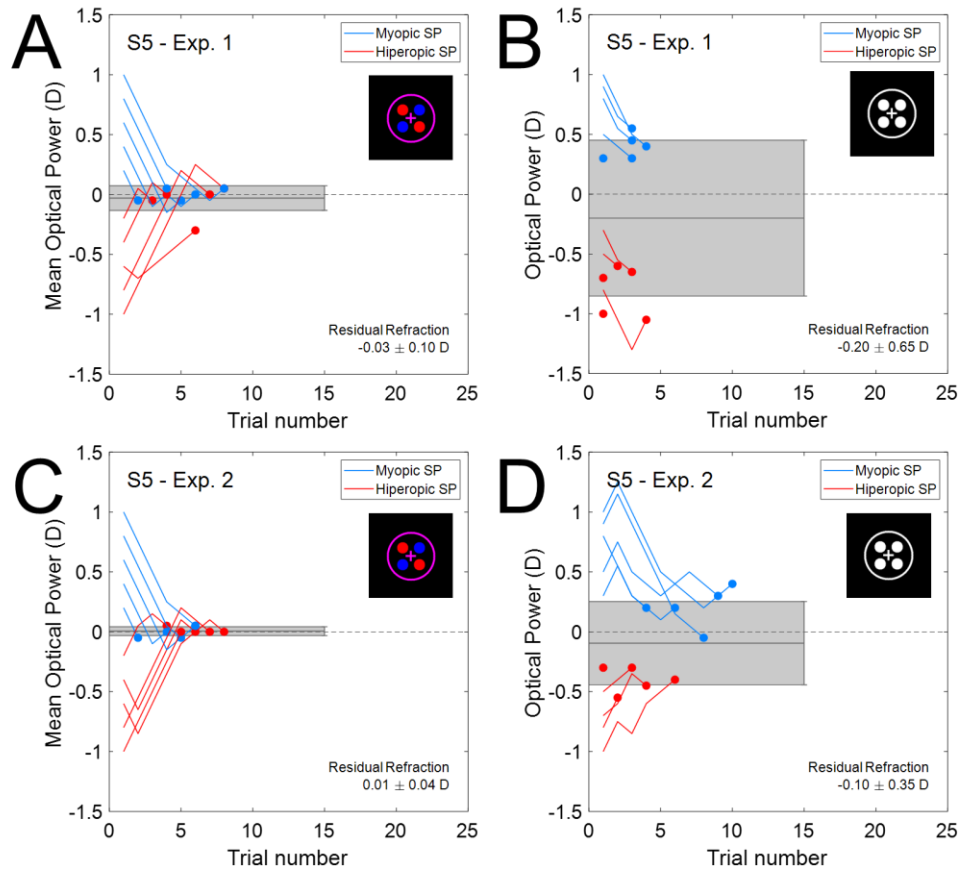 A
S5 - Exp. 1
Myopic SP
Hiperopic SP
1.5
1
0.5
0
-0.5
-1
-1.5
Mean Optical Power (D)
Residual Refraction
-0.03 ± 0.10 D
0 5 10 15 20 25
Trial number
B
S5 - Exp. 1
Myopic SP
Hiperopic SP
1.5
1
0.5
0
-0.5
-1
-1.5
Optical Power (D)
Residual Refraction
-0.20 ± 0.65 D
0 5 10 15 20 25
Trial number
C
S5 - Exp. 2
Myopic SP
Hiperopic SP
1.5
1
0.5
0
-0.5
-1
-1.5
Mean Optical Power (D)
Residual Refraction
0.01 ± 0.04 D
0 5 10 15 20 25
Trial number
D
S5 - Exp. 2
Myopic SP
Hiperopic SP
1.5
1
0.5
0
-0.5
-1
-1.5
Optical Power (D)
Residual Refraction
-0.10 ± 0.35 D
0 5 10 15 20 25
Trial number